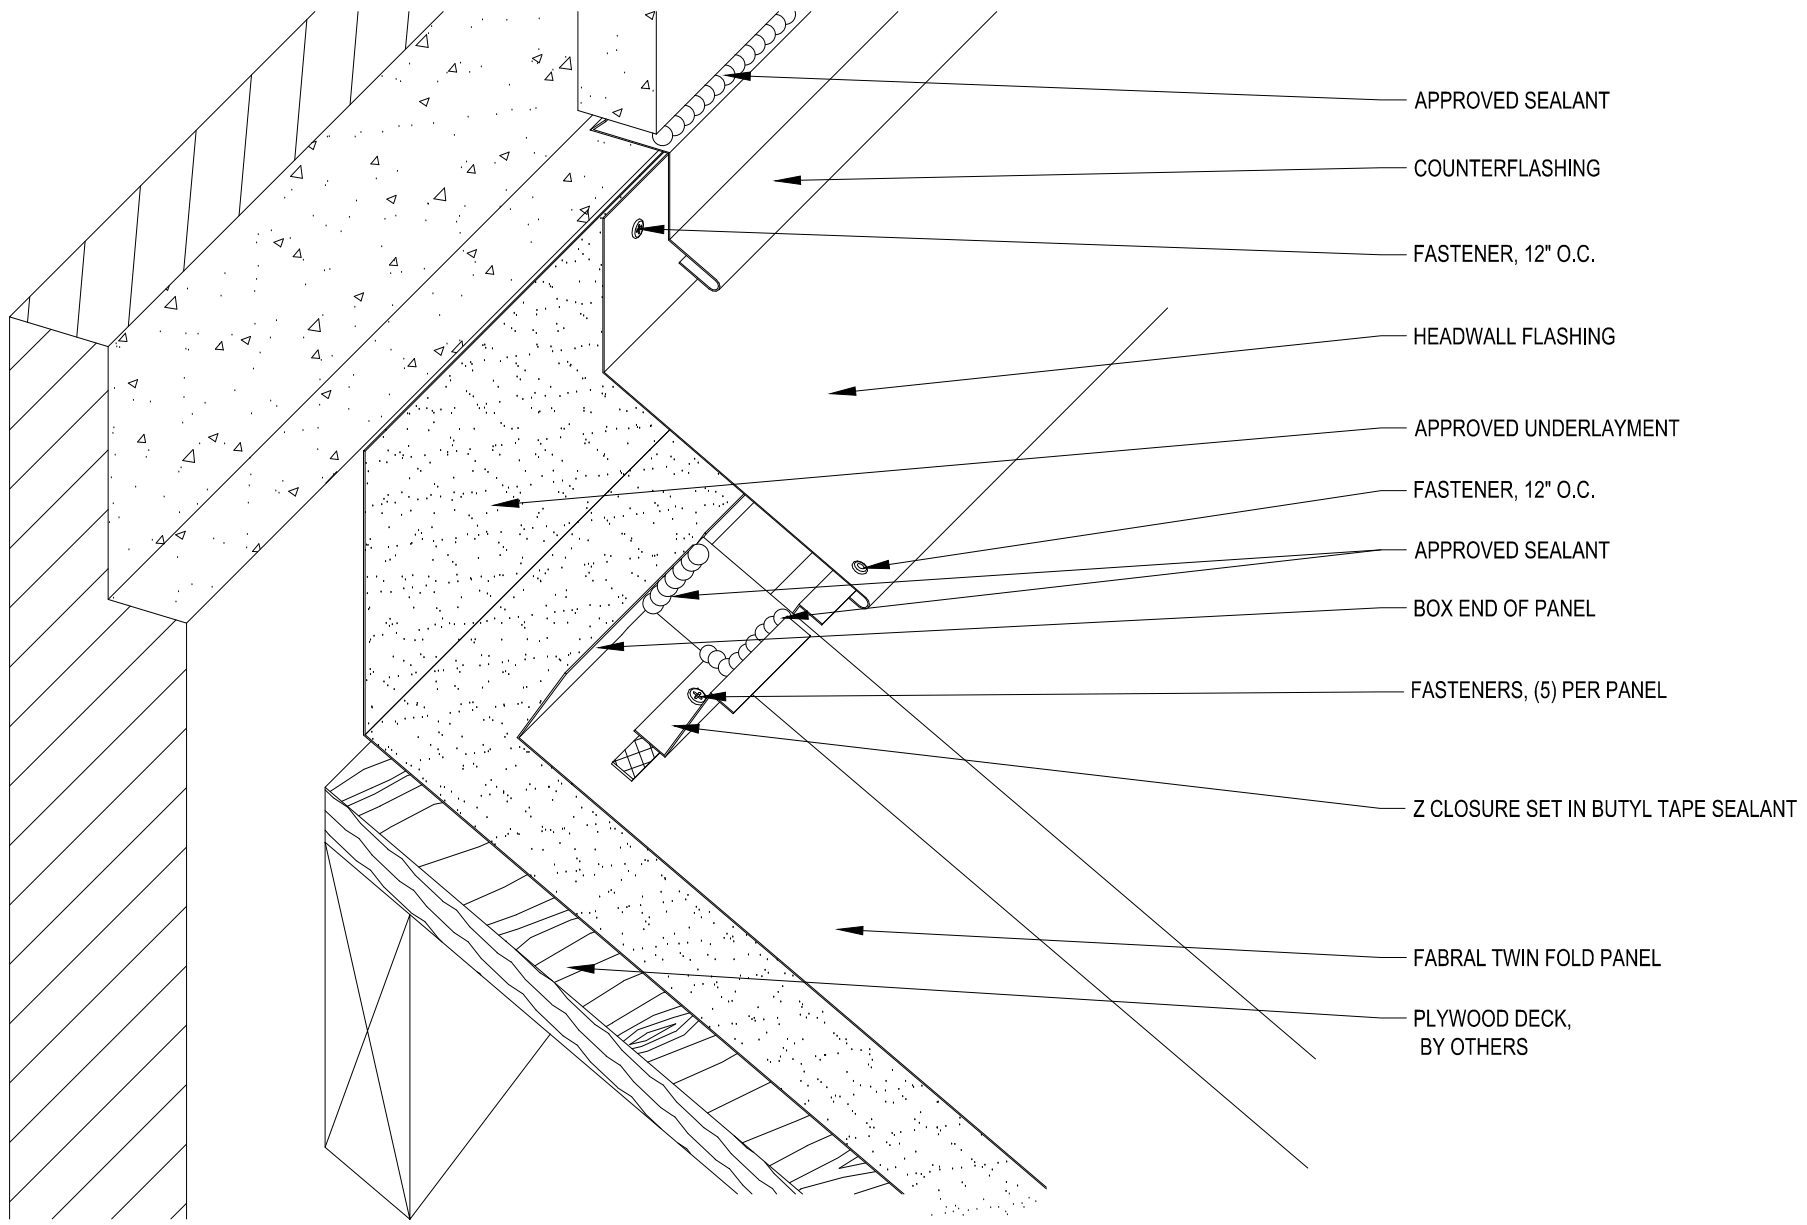 APPROVED SEALANT
COUNTERFLASHING
FASTENER, 12" O.C.
HEADWALL FLASHING
APPROVED UNDERLAYMENT
FASTENER, 12" O.C.
APPROVED SEALANT
BOX END OF PANEL
FASTENERS, (5) PER PANEL
Z CLOSURE SET IN BUTYL TAPE SEALANT
FABRAL TWIN FOLD PANEL
PLYWOOD DECK,
BY OTHERS